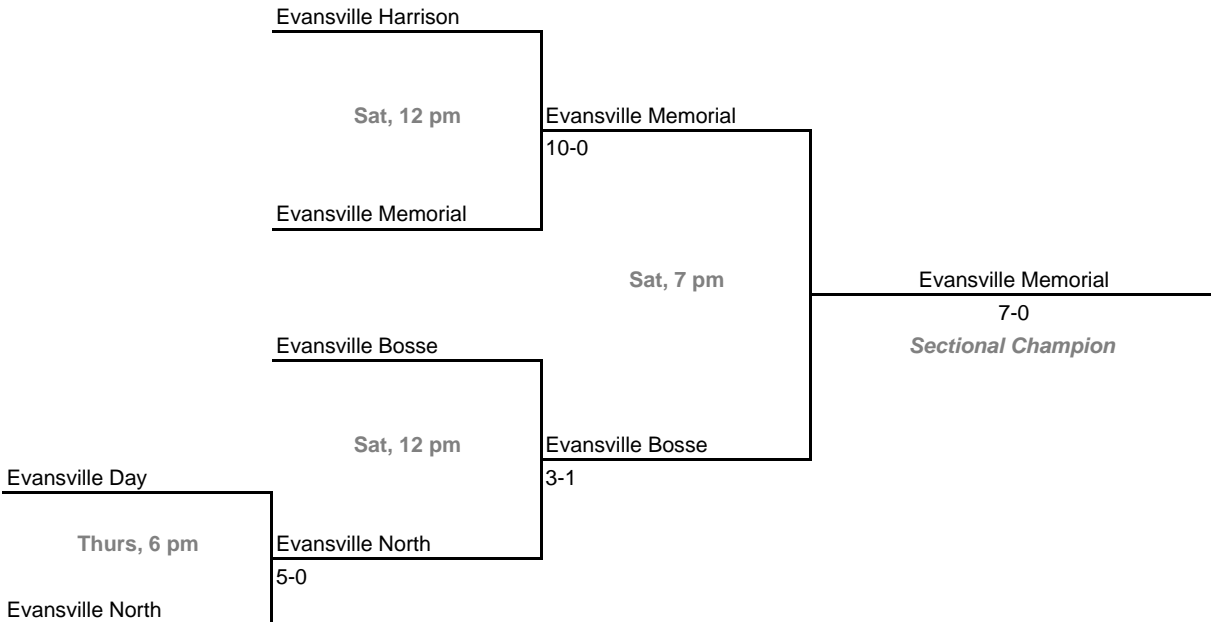 Evansville Harrison
Sat, 12 pm
Evansville Memorial
10-0
Evansville Memorial
Sat, 7 pm
Evansville Memorial
7-0
Sectional Champion
Evansville Bosse
Sat, 12 pm
Evansville Bosse
3-1
Evansville Day
Thurs, 6 pm
Evansville North
5-0
Evansville North